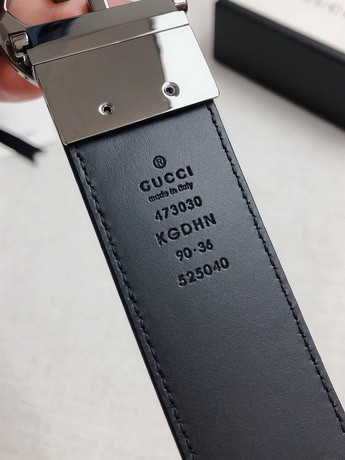 ®
GUCCI
made in Italy
473030
KGDHN
90·36
525040